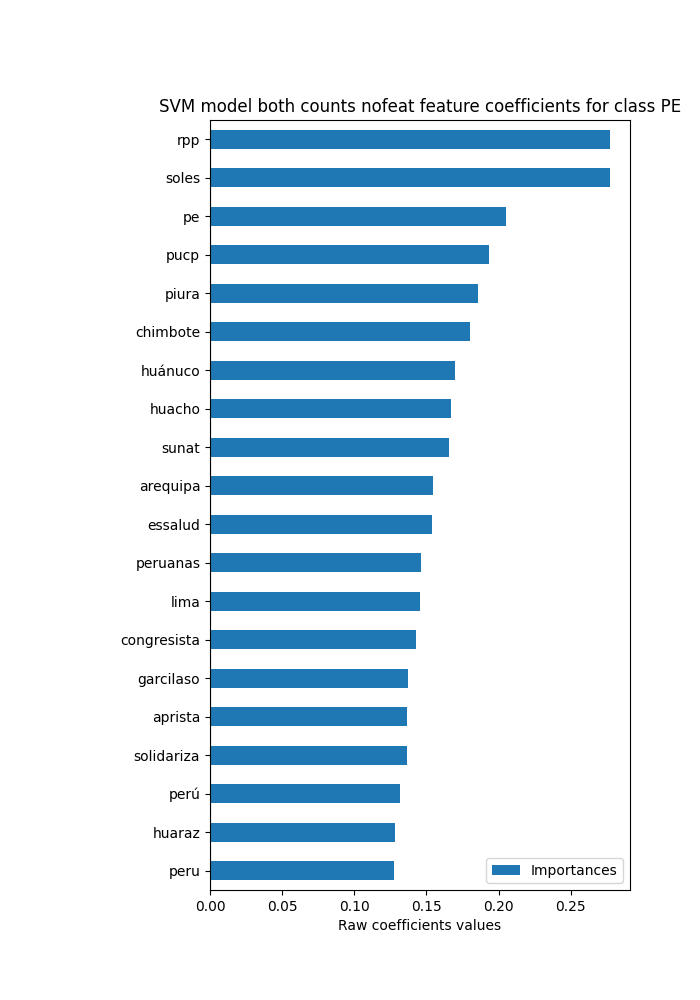 SVM model both counts nofeat feature coefficients for class PE
rpp
soles
pe
pucp
piura
chimbote
huánuco
huacho
sunat
arequipa
essalud
peruanas
lima
congresista
garcilaso
aprista
solidariza
perú
huaraz
peru
Importances
0.00 0.05 0.10 0.15 0.20 0.25
Raw coefficients values